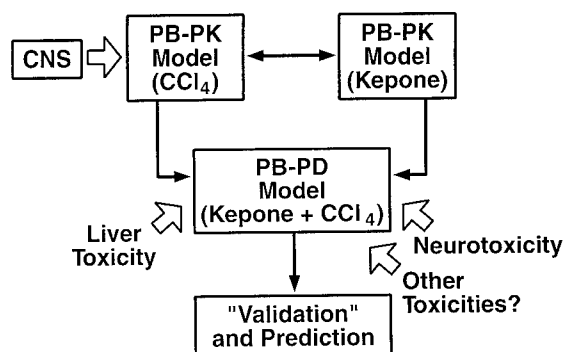 CNS
PB-PK
Model
(CCl₄)
PB-PK
Model
(Kepone)
PB-PD
Model
(Kepone + CCl₄)
Liver
Toxicity
Neurotoxicity
Other
Toxicities?
"Validation"
and Prediction